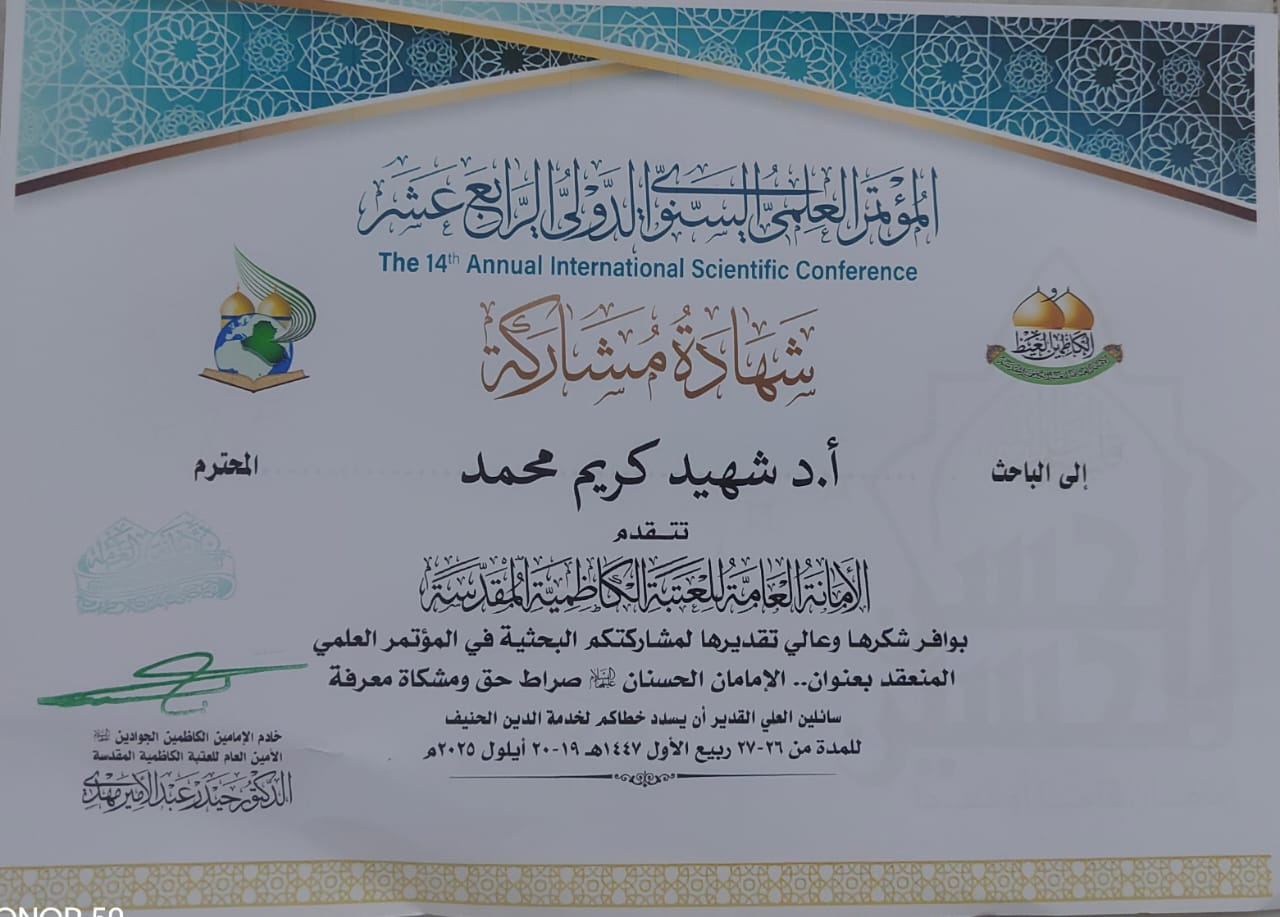 المؤتمر العلمي السنوي الدولي الرابع عشر
The 14th Annual International Scientific Conference
والكاظمين الغيظ
شهادة مشاركة
إلى الباحث أ.د شهيد كريم محمد المحترم
تتقدم
الأمانة العامة للعتبة الكاظمية المقدسة
بوافر شكرها وعالي تقديرها لمشاركتكم البحثية في المؤتمر العلمي
المنعقد بعنوان.. الإمامان الحسنان عليهما السلام صراط حق ومشكاة معرفة
سائلين العلي القدير أن يسدد خطاكم لخدمة الدين الحنيف
للمدة من ٢٦-٢٧ ربيع الأول ١٤٤٧هـ ١٩-٢٠ أيلول ٢٠٢٥م
خادم الإمامين الكاظمين الجوادين
الأمين العام للعتبة الكاظمية المقدسة
الدكتور حيدر عبد الأمير مهدي